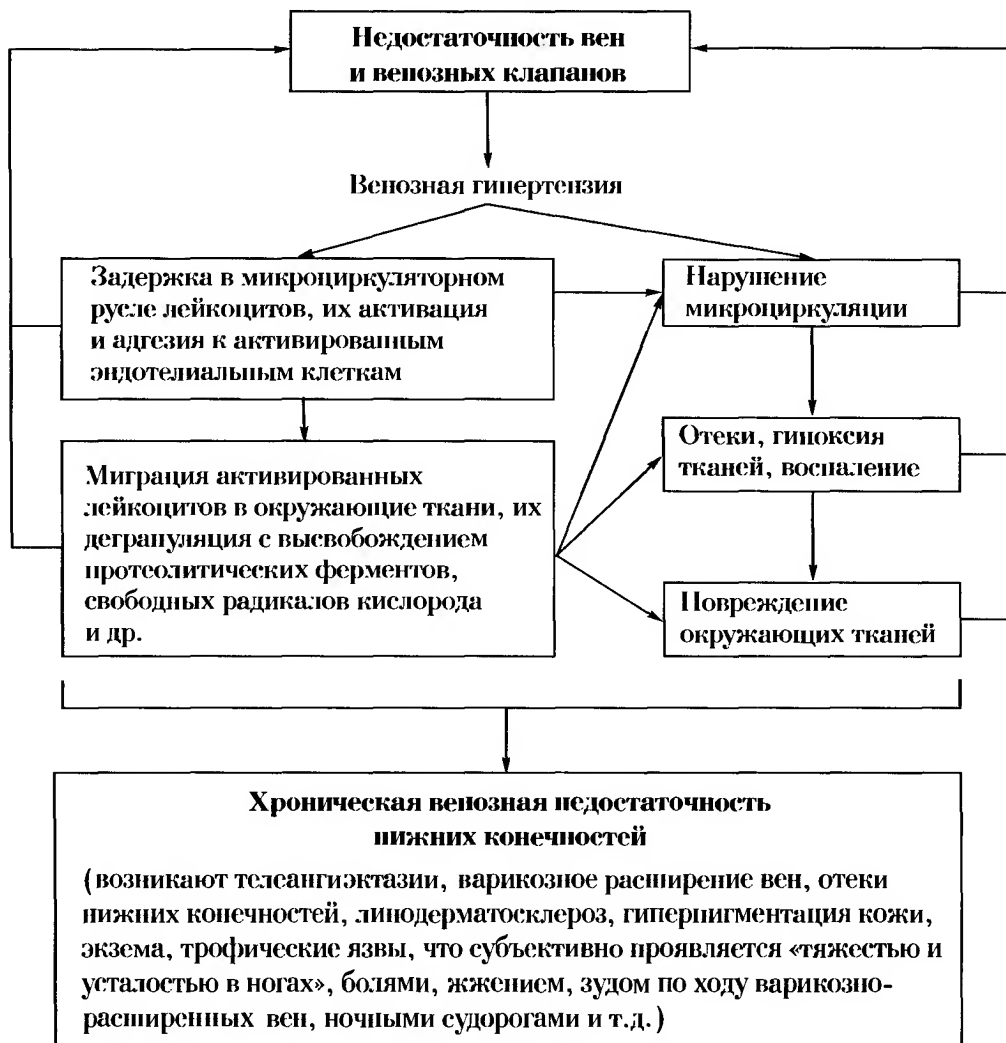 Недостаточность вен
и венозных клапанов
Венозная гипертензия
Задержка в микроциркуляторном
русле лейкоцитов, их активация
и адгезия к активированным
эндотелиальным клеткам
Нарушение
микроциркуляции
Миграция активированных
лейкоцитов в окружающие ткани, их
дегрануляция с высвобождением
протеолитических ферментов,
свободных радикалов кислорода
и др.
Отеки, гипоксия
тканей, воспаление
Повреждение
окружающих тканей
Хроническая венозная недостаточность
нижних конечностей
(возникают телеангиэктазии, варикозное расширение вен, отеки
нижних конечностей, липодерматосклероз, гиперпигментация кожи,
экзема, трофические язвы, что субъективно проявляется «тяжестью и
усталостью в ногах», болями, жжением, зудом по ходу варикозно-
расширенных вен, ночными судорогами и т.д.)